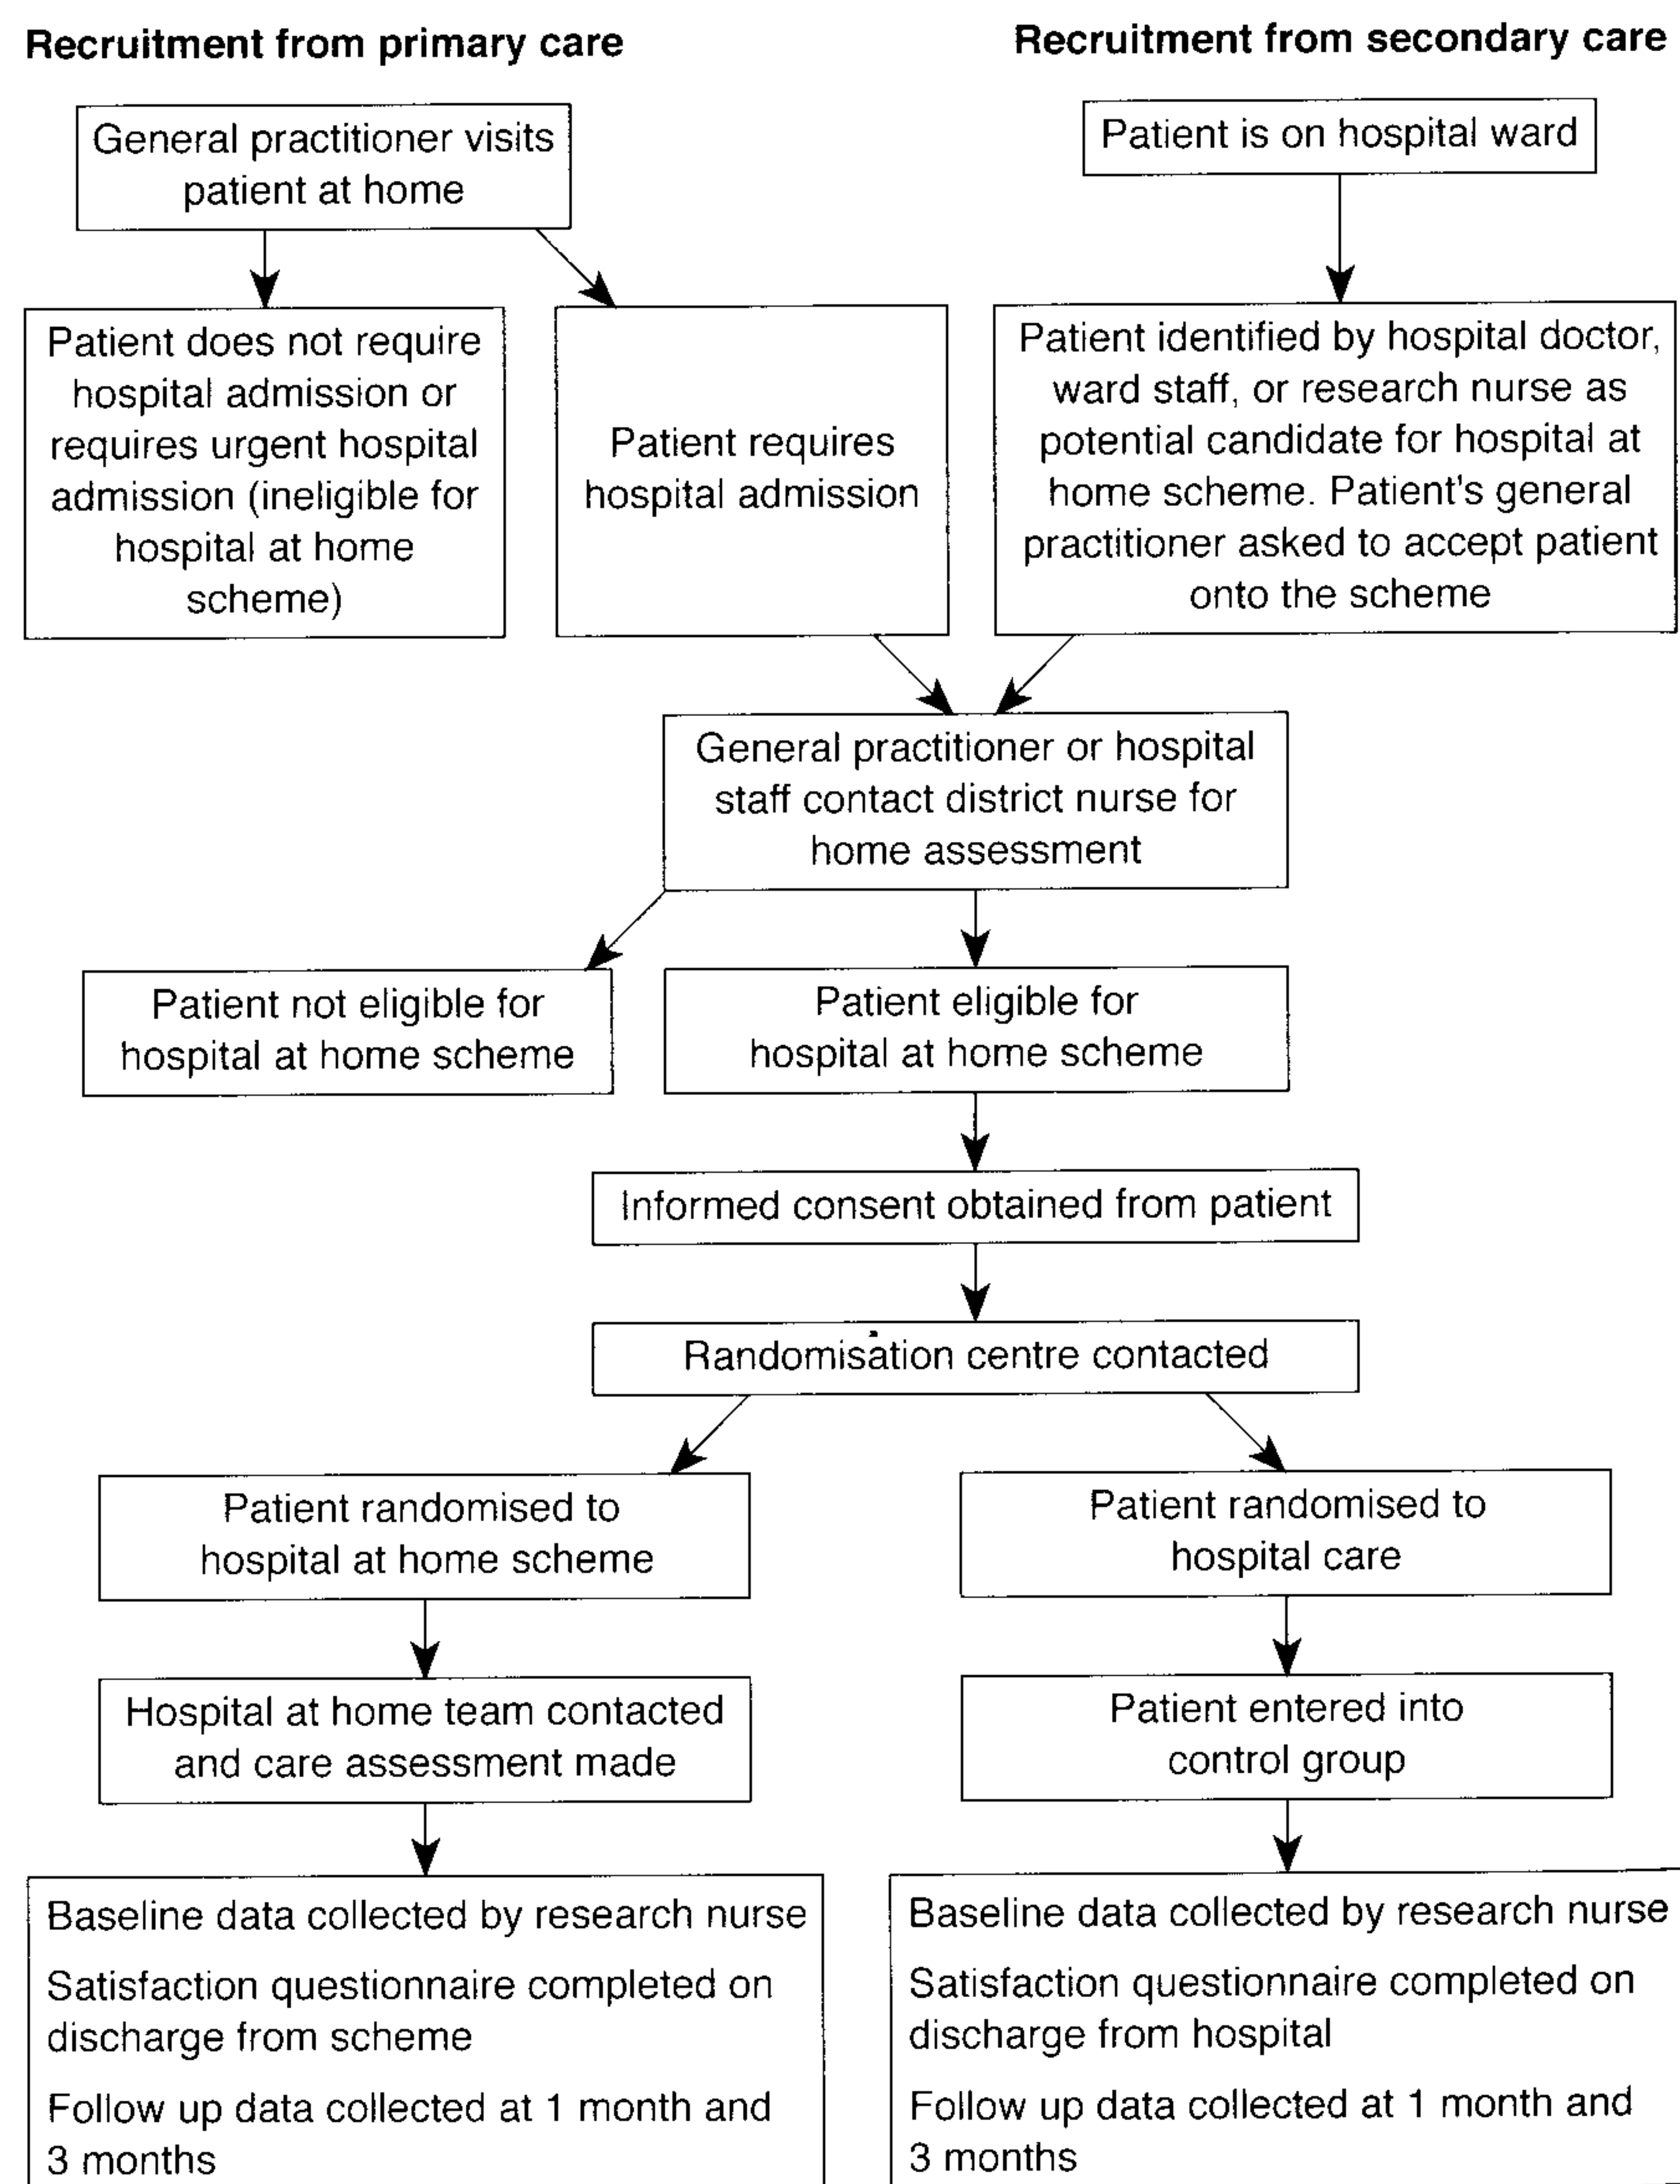 Recruitment from primary care
Recruitment from secondary care
General practitioner visits
patient at home
Patient is on hospital ward
Patient does not require
hospital admission or
requires urgent hospital
admission (ineligible for
hospital at home
scheme)
Patient requires
hospital admission
Patient identified by hospital doctor,
ward staff, or research nurse as
potential candidate for hospital at
home scheme. Patient's general
practitioner asked to accept patient
onto the scheme
General practitioner or hospital
staff contact district nurse for
home assessment
Patient not eligible for
hospital at home scheme
Patient eligible for
hospital at home scheme
Informed consent obtained from patient
Randomisation centre contacted
Patient randomised to
hospital at home scheme
Patient randomised to
hospital care
Hospital at home team contacted
and care assessment made
Patient entered into
control group
Baseline data collected by research nurse
Satisfaction questionnaire completed on
discharge from scheme
Follow up data collected at 1 month and
3 months
Baseline data collected by research nurse
Satisfaction questionnaire completed on
discharge from hospital
Follow up data collected at 1 month and
3 months